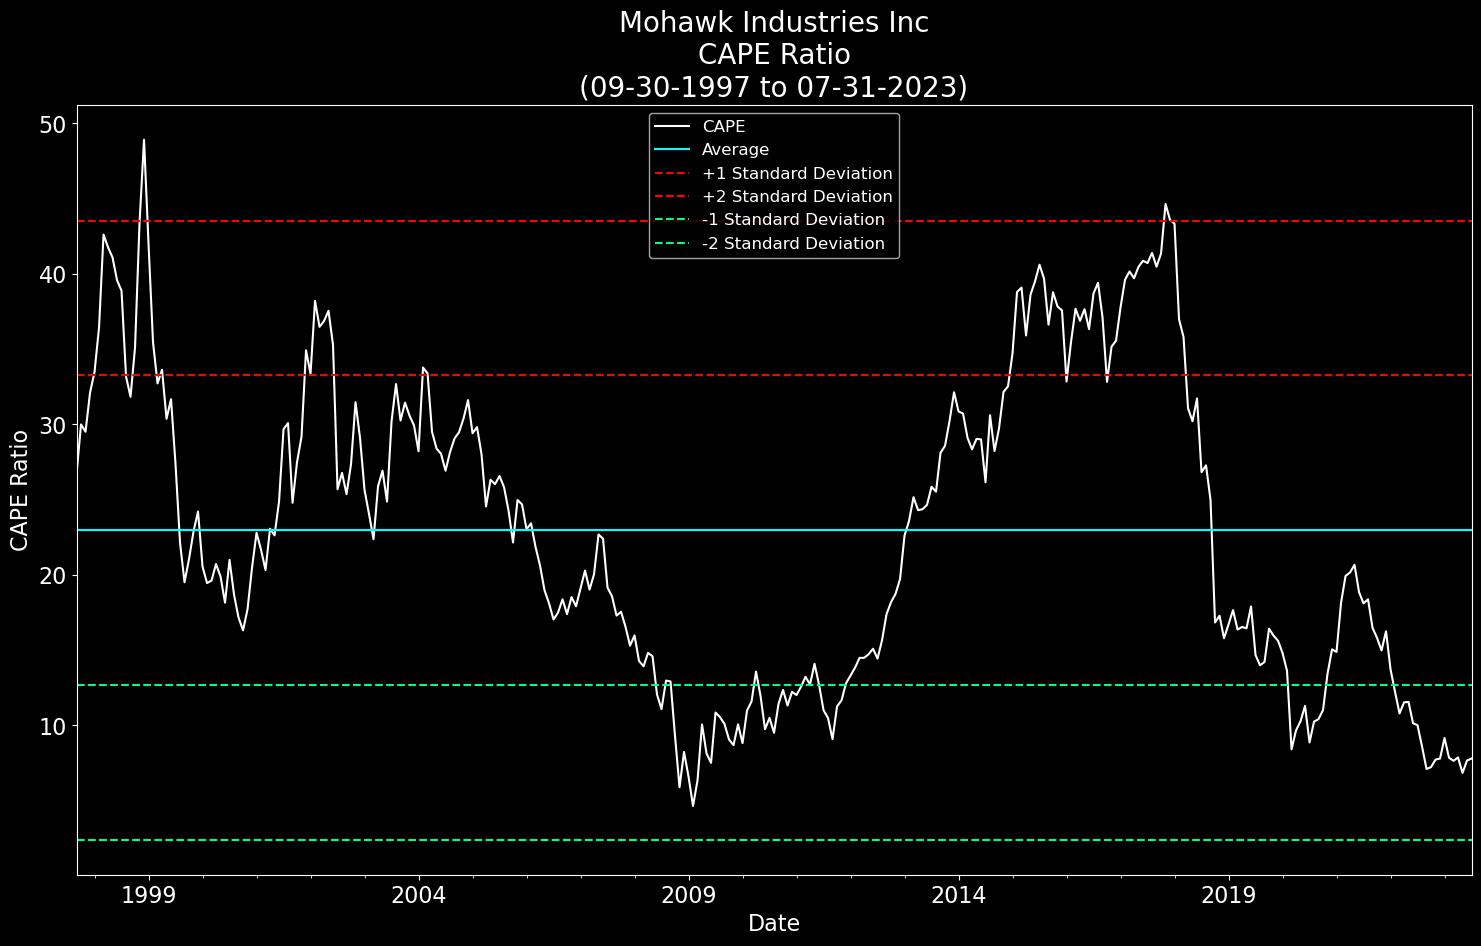 Mohawk Industries Inc
CAPE Ratio
(09-30-1997 to 07-31-2023)
CAPE
Average
+1 Standard Deviation
+2 Standard Deviation
-1 Standard Deviation
-2 Standard Deviation
CAPE Ratio
50
40
30
20
10
1999
2004
2009
2014
2019
Date